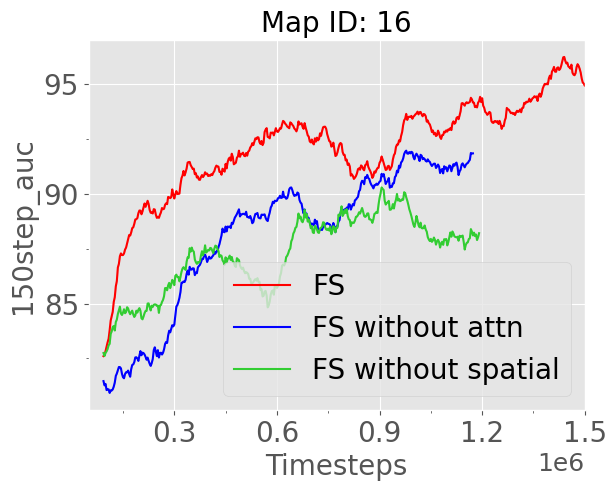 Map ID: 16
150step_auc
95
90
85
FS
FS without attn
FS without spatial
0.3 0.6 0.9 1.2 1.5
Timesteps
1e6